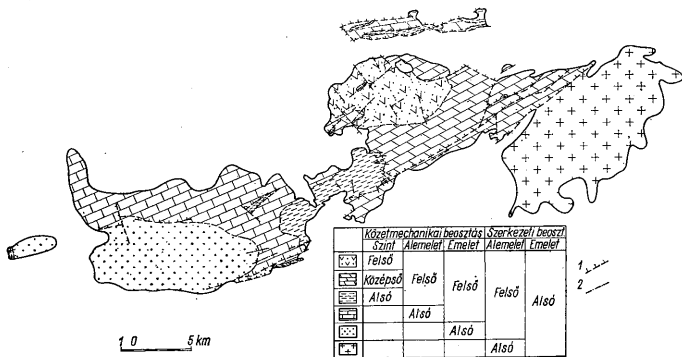 Kőzetmechanikai beosztás Szerkezeti beoszt.
Szint Alemelet Emelet Alemelet Emelet
Felső
Középső Felső
Alsó Felső Felső Alsó
Alsó
Alsó
Alsó
1
2
1 0 5 km